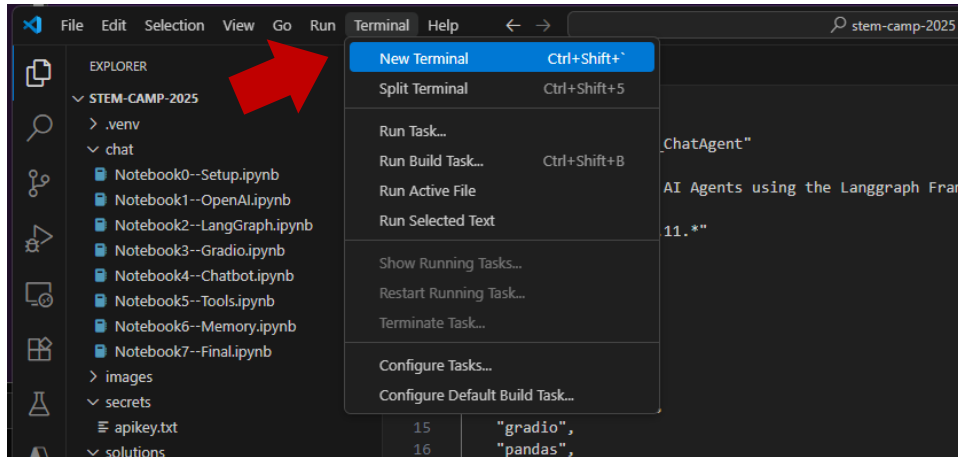 File Edit Selection View Go Run Terminal Help
stem-camp-2025
EXPLORER
STEM-CAMP-2025
.venv
chat
Notebook0--Setup.ipynb
Notebook1--OpenAI.ipynb
Notebook2--LangGraph.ipynb
Notebook3--Gradio.ipynb
Notebook4--Chatbot.ipynb
Notebook5--Tools.ipynb
Notebook6--Memory.ipynb
Notebook7--Final.ipynb
images
secrets
apikey.txt
solutions
New Terminal Ctrl+Shift+`
Split Terminal Ctrl+Shift+5
Run Task...
Run Build Task... Ctrl+Shift+B
Run Active File
Run Selected Text
Show Running Tasks...
Restart Running Task...
Terminate Task...
Configure Tasks...
Configure Default Build Task...
_ChatAgent"
AI Agents using the Langgraph Fra
11.*"
15 "gradio",
16 "pandas",